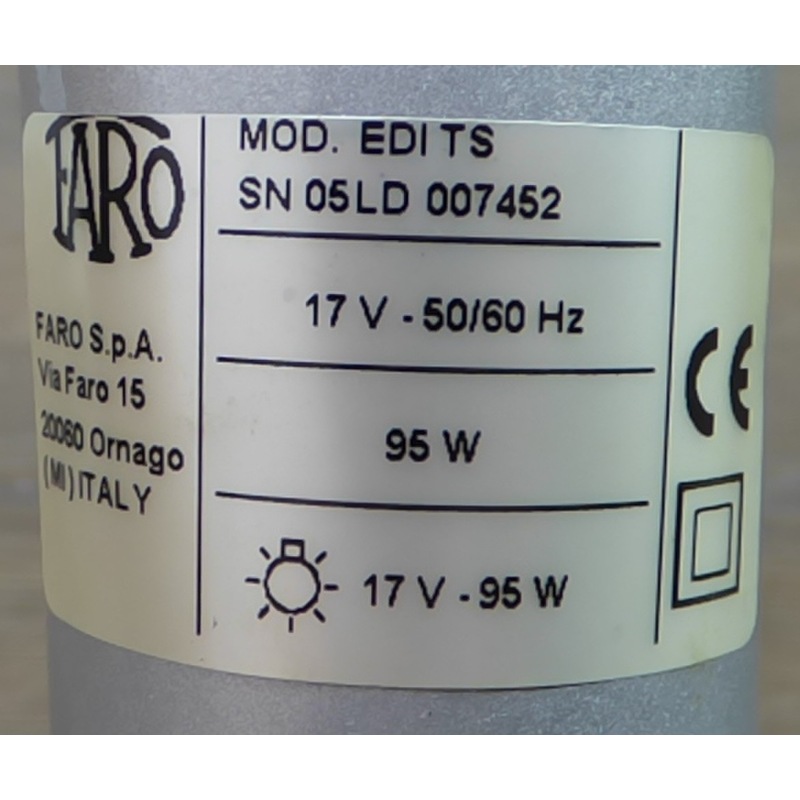 FARO
FARO S.p.A.
Via Faro 15
20060 Ornago
(MI) ITALY
MOD. EDI TS
SN 05LD 007452
17 V - 50/60 Hz
95 W
17 V - 95 W
CE